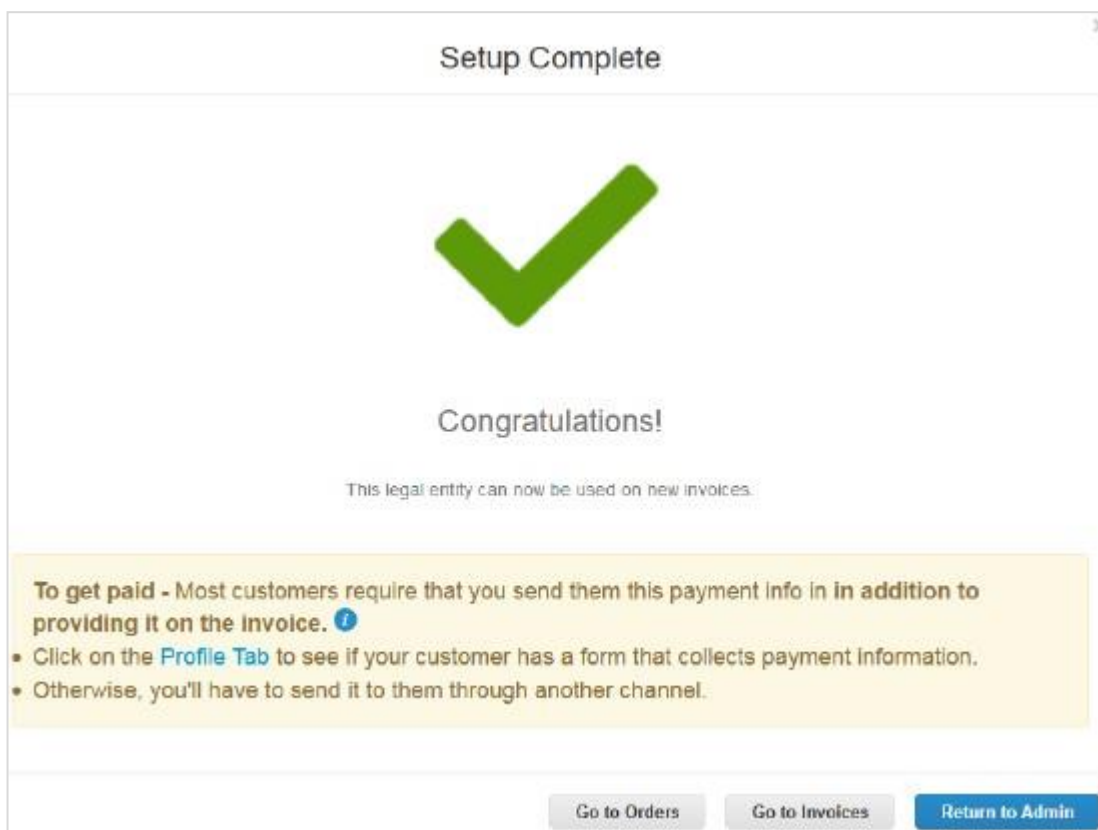 Setup Complete
Congratulations!
This legal entity can now be used on new invoices.
To get paid - Most customers require that you send them this payment info in in addition to
providing it on the invoice. i
• Click on the Profile Tab to see if your customer has a form that collects payment information.
• Otherwise, you'll have to send it to them through another channel.
Go to Orders Go to Invoices Return to Admin